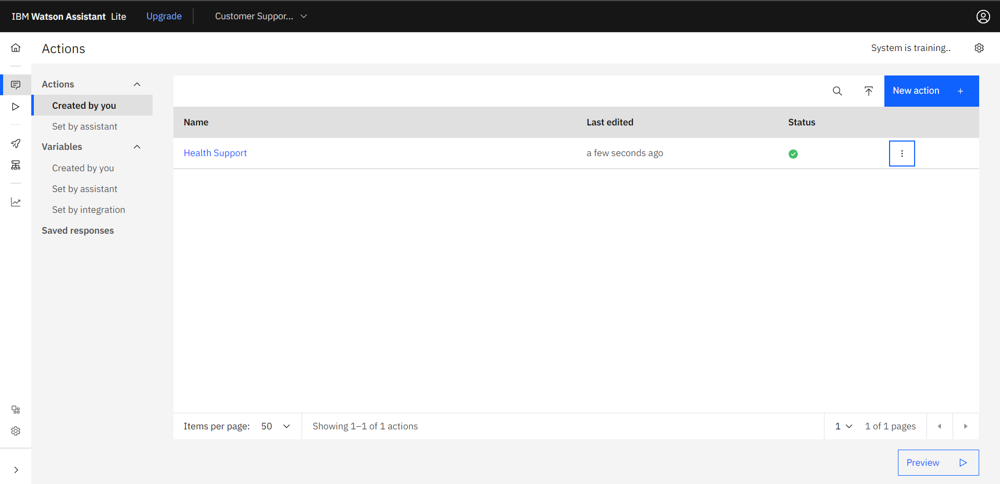 IBM Watson Assistant Lite Upgrade Customer Suppor...
Actions System is training..
Actions
Created by you
Set by assistant
Variables
Created by you
Set by assistant
Set by integration
Saved responses
New action +
Name Last edited Status
Health Support a few seconds ago
Items per page: 50 Showing 1–1 of 1 actions 1 1 of 1 pages
Preview